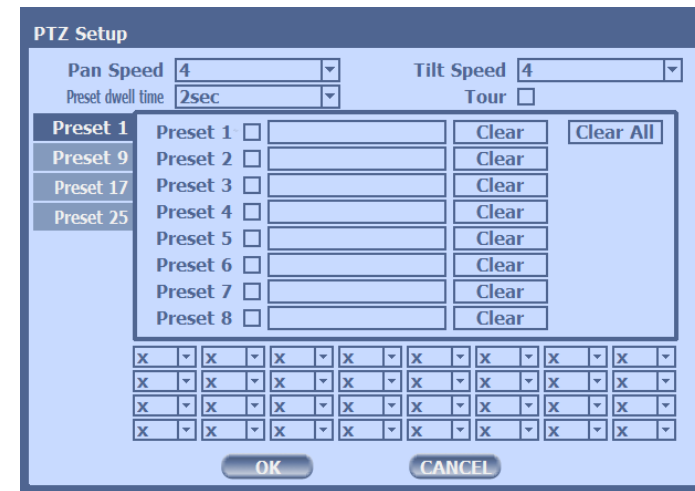 PTZ Setup
Pan Speed 4 Tilt Speed 4
Preset dwell time 2sec Tour
Preset 1 Preset 1 Clear Clear All
Preset 9 Preset 2 Clear
Preset 17 Preset 3 Clear
Preset 25 Preset 4 Clear
Preset 5 Clear
Preset 6 Clear
Preset 7 Clear
Preset 8 Clear
x x x x x x x x
x x x x x x x x
x x x x x x x x
x x x x x x x x
OK CANCEL